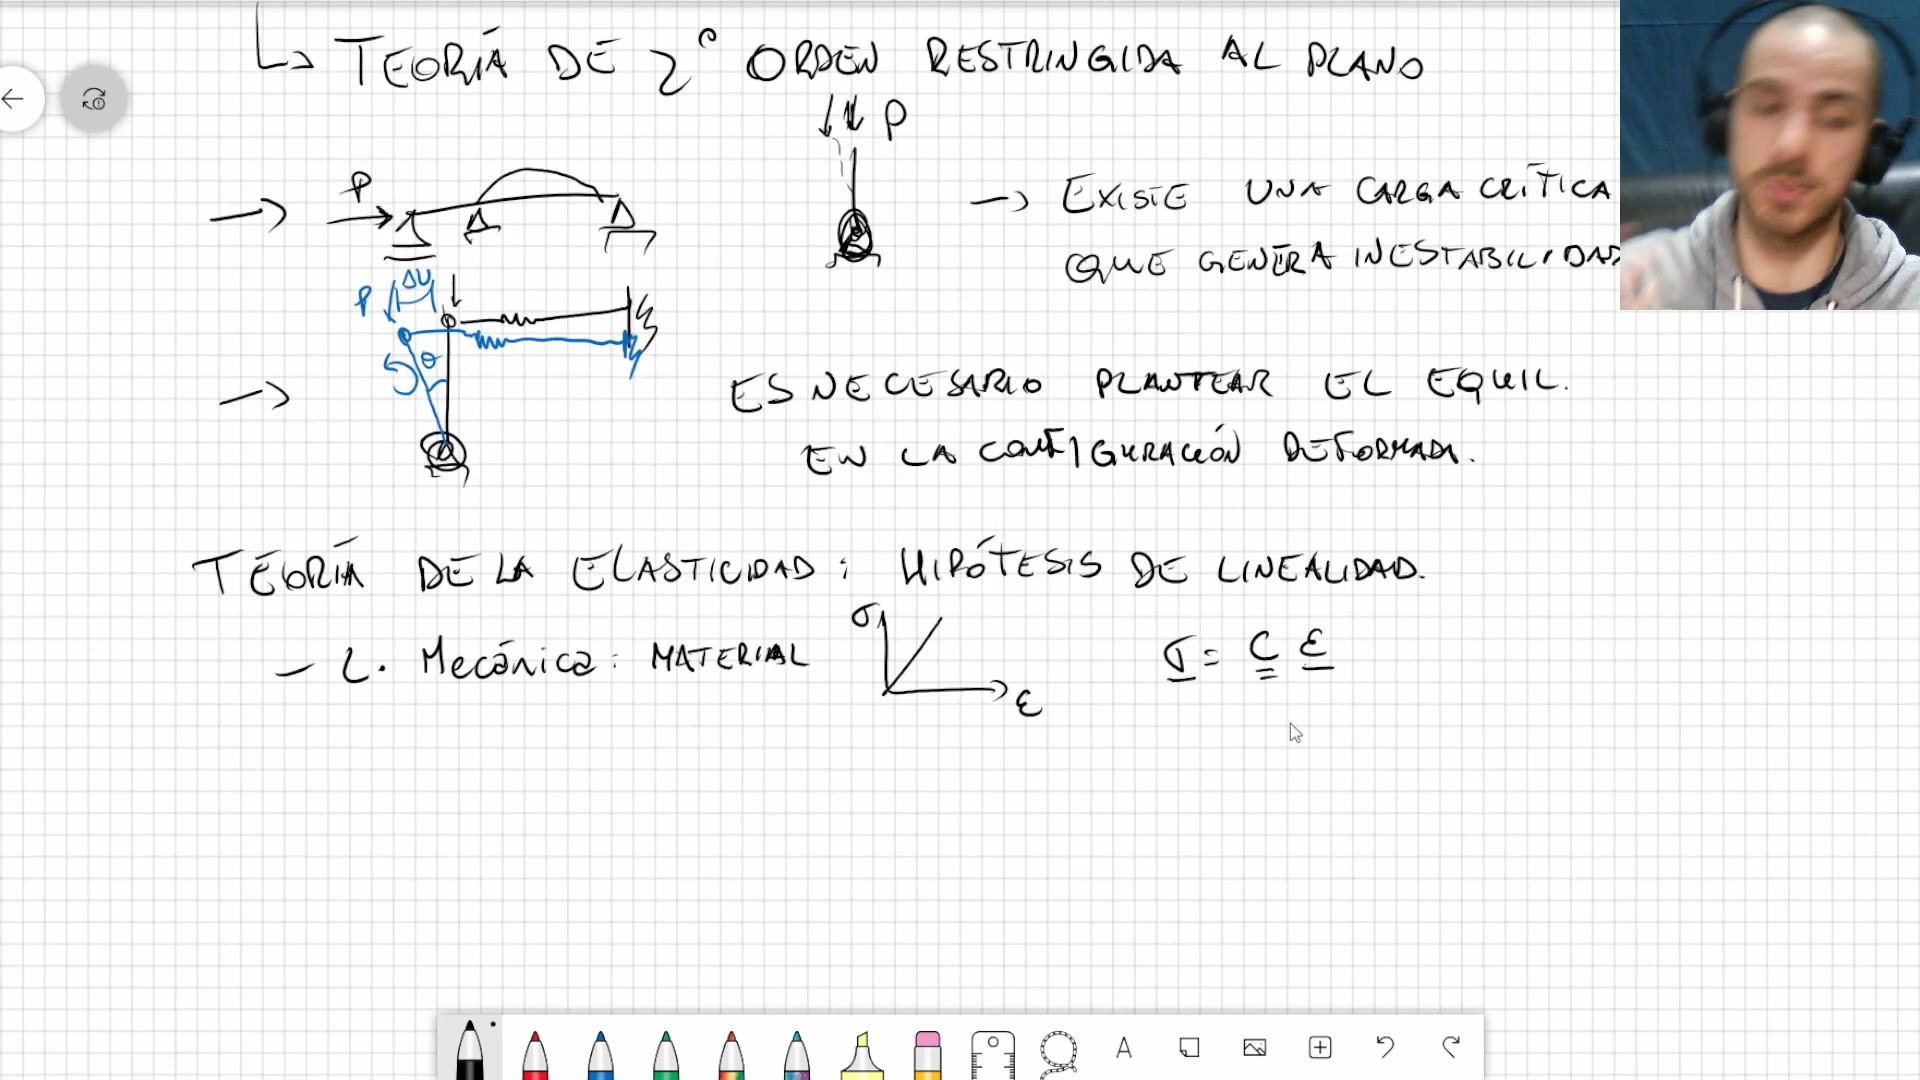 ↳ TEORÍA DE 2° ORDEN RESTRINGIDA AL PLANO
P
P
→ EXISTE UNA CARGA CRÍTICA
QUE GENERA INESTABILIDAD
P ΔU
θ
ES NECESARIO PLANTEAR EL EQUIL.
EN LA CONFIGURACIÓN DEFORMADA.
TEORÍA DE LA ELASTICIDAD: HIPÓTESIS DE LINEALIDAD.
- L. Mecánica: MATERIAL σ ε σ = C ε
A